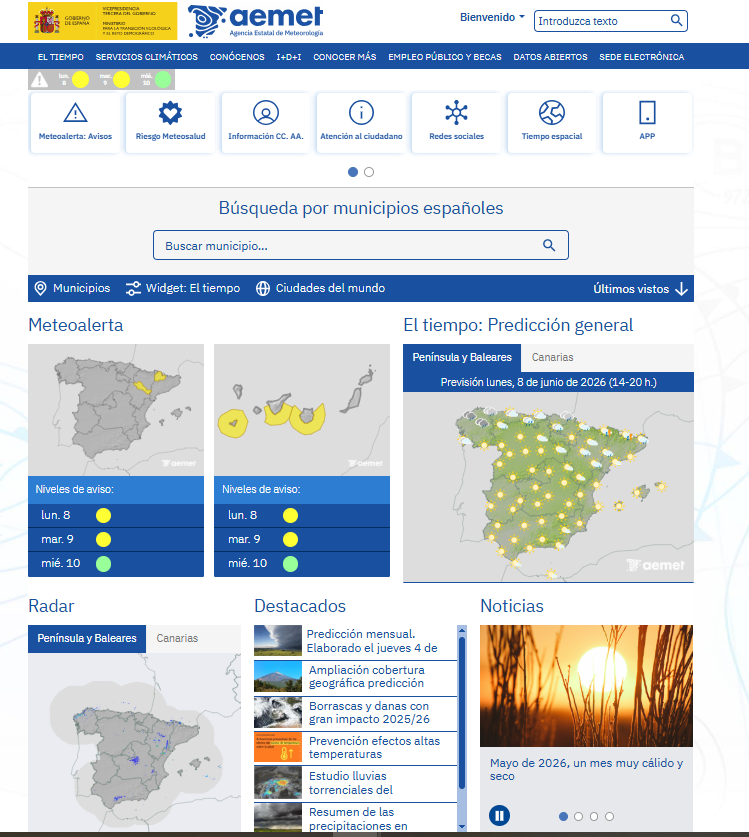 GOBIERNO
DE ESPAÑA
VICEPRESIDENCIA
TERCERA DEL GOBIERNO
MINISTERIO
PARA LA TRANSICIÓN ECOLÓGICA
Y EL RETO DEMOGRÁFICO
aemet
Agencia Estatal de Meteorología
Bienvenido
Introduzca texto
EL TIEMPO SERVICIOS CLIMÁTICOS CONÓCENOS I+D+I CONOCER MÁS EMPLEO PÚBLICO Y BECAS DATOS ABIERTOS SEDE ELECTRÓNICA
lun. 8 mar. 9 mié. 10
Meteoalerta: Avisos Riesgo Meteosalud Información CC. AA. Atención al ciudadano Redes sociales Tiempo espacial APP
Búsqueda por municipios españoles
Buscar municipio...
Municipios Widget: El tiempo Ciudades del mundo Últimos vistos
Meteoalerta
aemet
Niveles de aviso:
lun. 8
mar. 9
mié. 10
aemet
Niveles de aviso:
lun. 8
mar. 9
mié. 10
El tiempo: Predicción general
Península y Baleares Canarias
Previsión lunes, 8 de junio de 2026 (14-20 h.)
aemet
Radar
Península y Baleares Canarias
Destacados
Predicción mensual.
Elaborado el jueves 4 de
Ampliación cobertura
geográfica predicción
Borrascas y danas con
gran impacto 2025/26
Prevención efectos altas
temperaturas
Estudio lluvias
torrenciales del
Resumen de las
precipitaciones en
Noticias
Mayo de 2026, un mes muy cálido y
seco